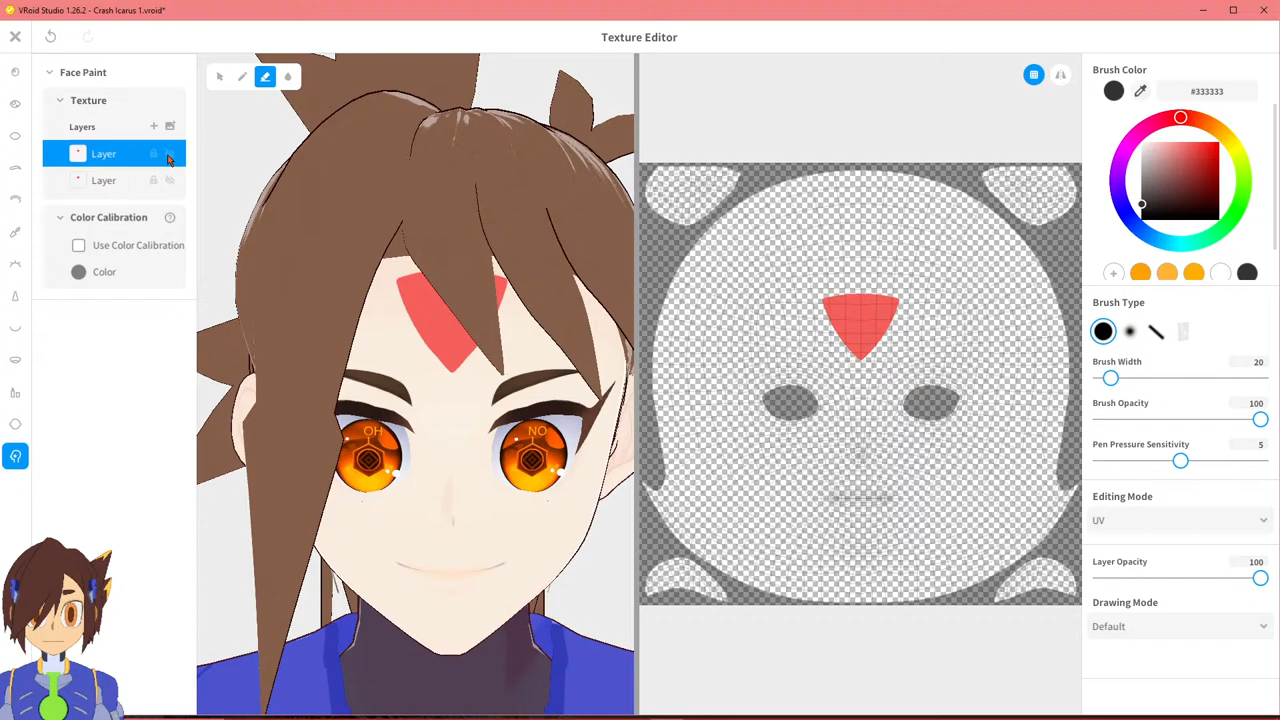 VRoid Studio 1.26.2 - Crash Icarus 1.vroid*
Texture Editor
Face Paint
Texture
Layers
Layer
Layer
Color Calibration
Use Color Calibration
Color
OH
NO
Brush Color
#333333
Brush Type
Brush Width
20
Brush Opacity
100
Pen Pressure Sensitivity
5
Editing Mode
UV
Layer Opacity
100
Drawing Mode
Default